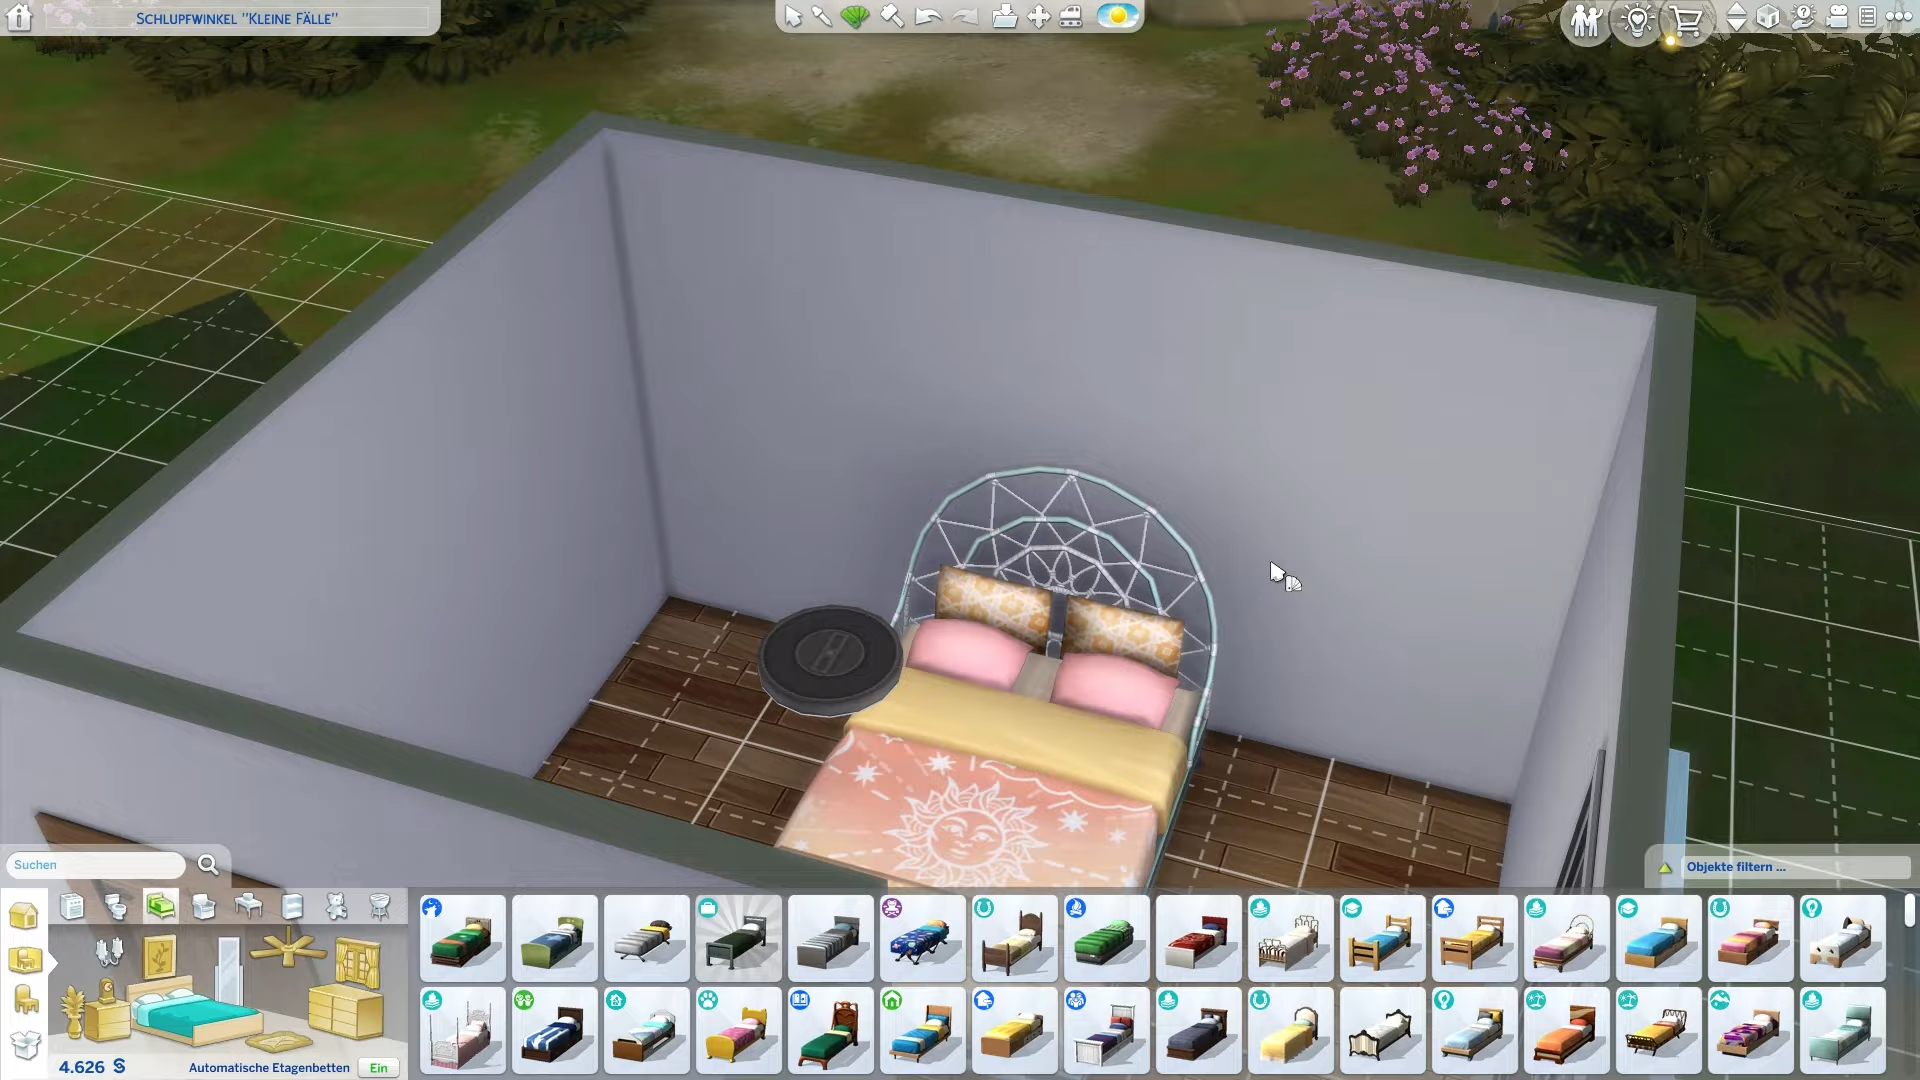 Schlupfwinkel "Kleine Fälle"
Suchen
Objekte filtern ...
4.626 S
Automatische Etagenbetten
Ein